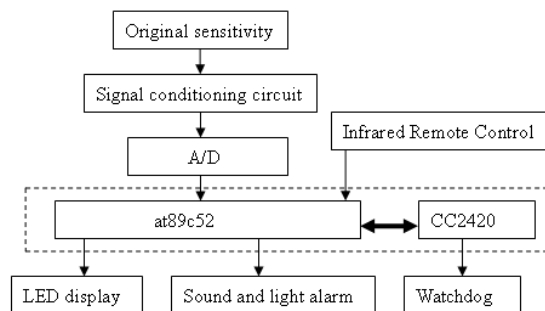 Original sensitivity
Signal conditioning circuit
Infrared Remote Control
A/D
at89c52
CC2420
LED display
Sound and light alarm
Watchdog